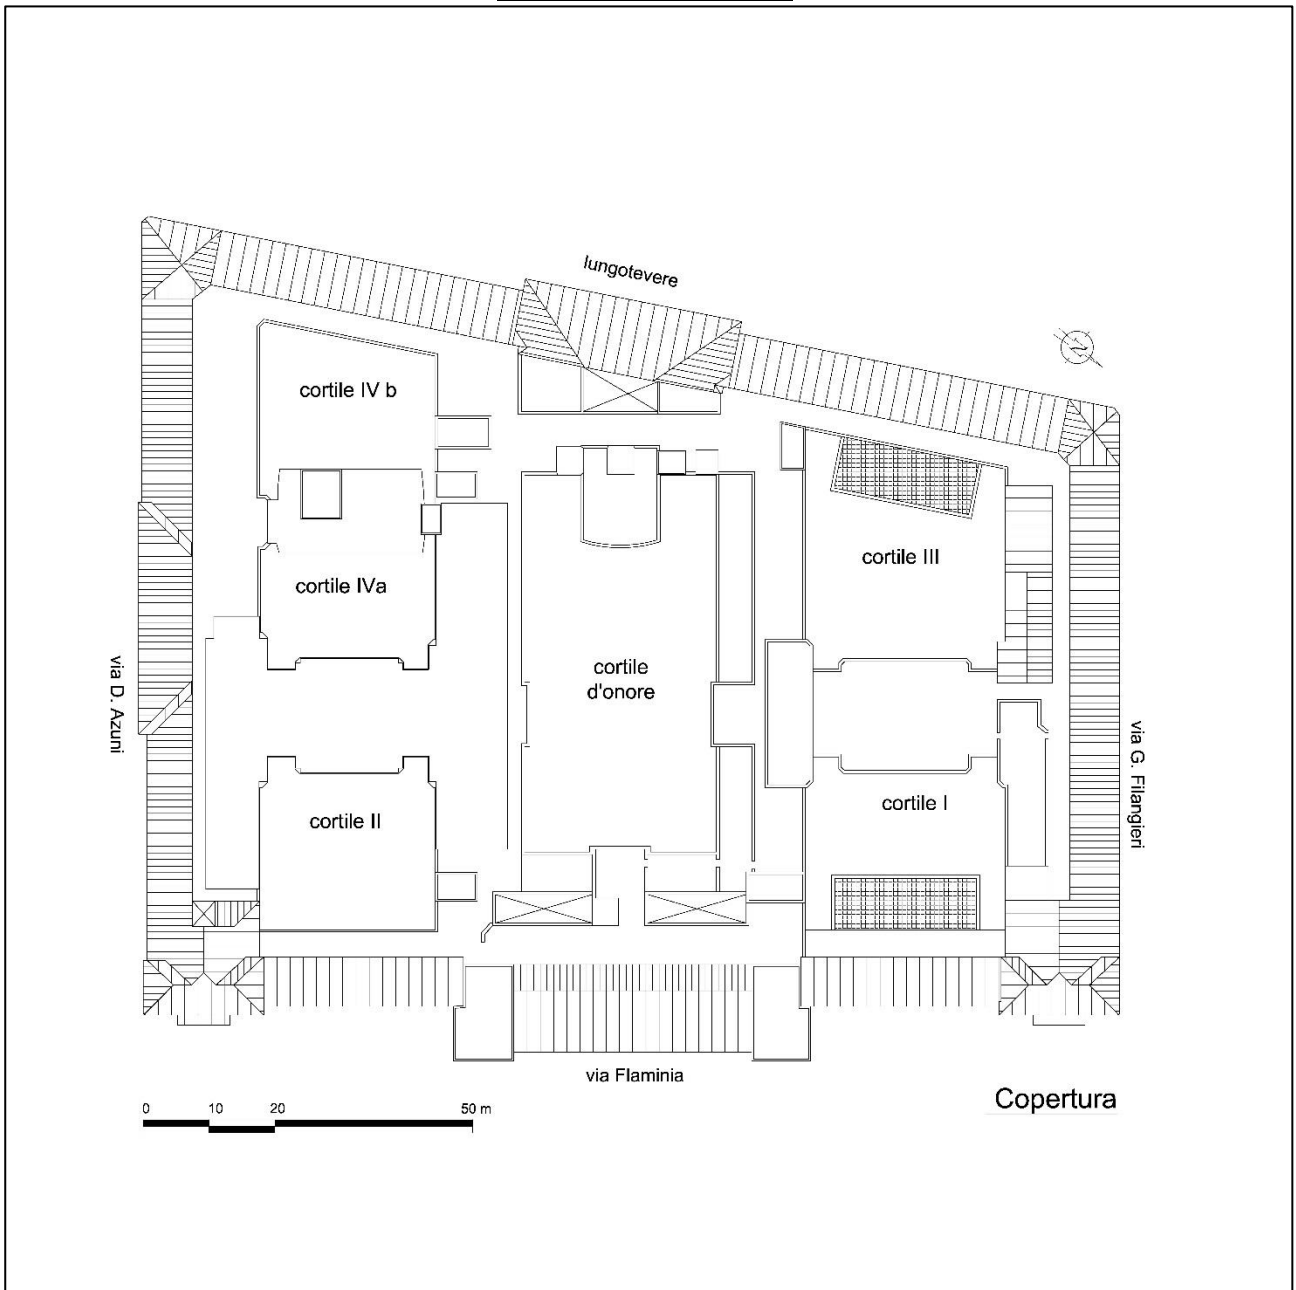 lungotevere
cortile IV b
cortile III
cortile IVa
cortile
d'onore
via D. Azuni
via G. Filangieri
cortile I
cortile II
via Flaminia
Copertura
0 10 20 50 m